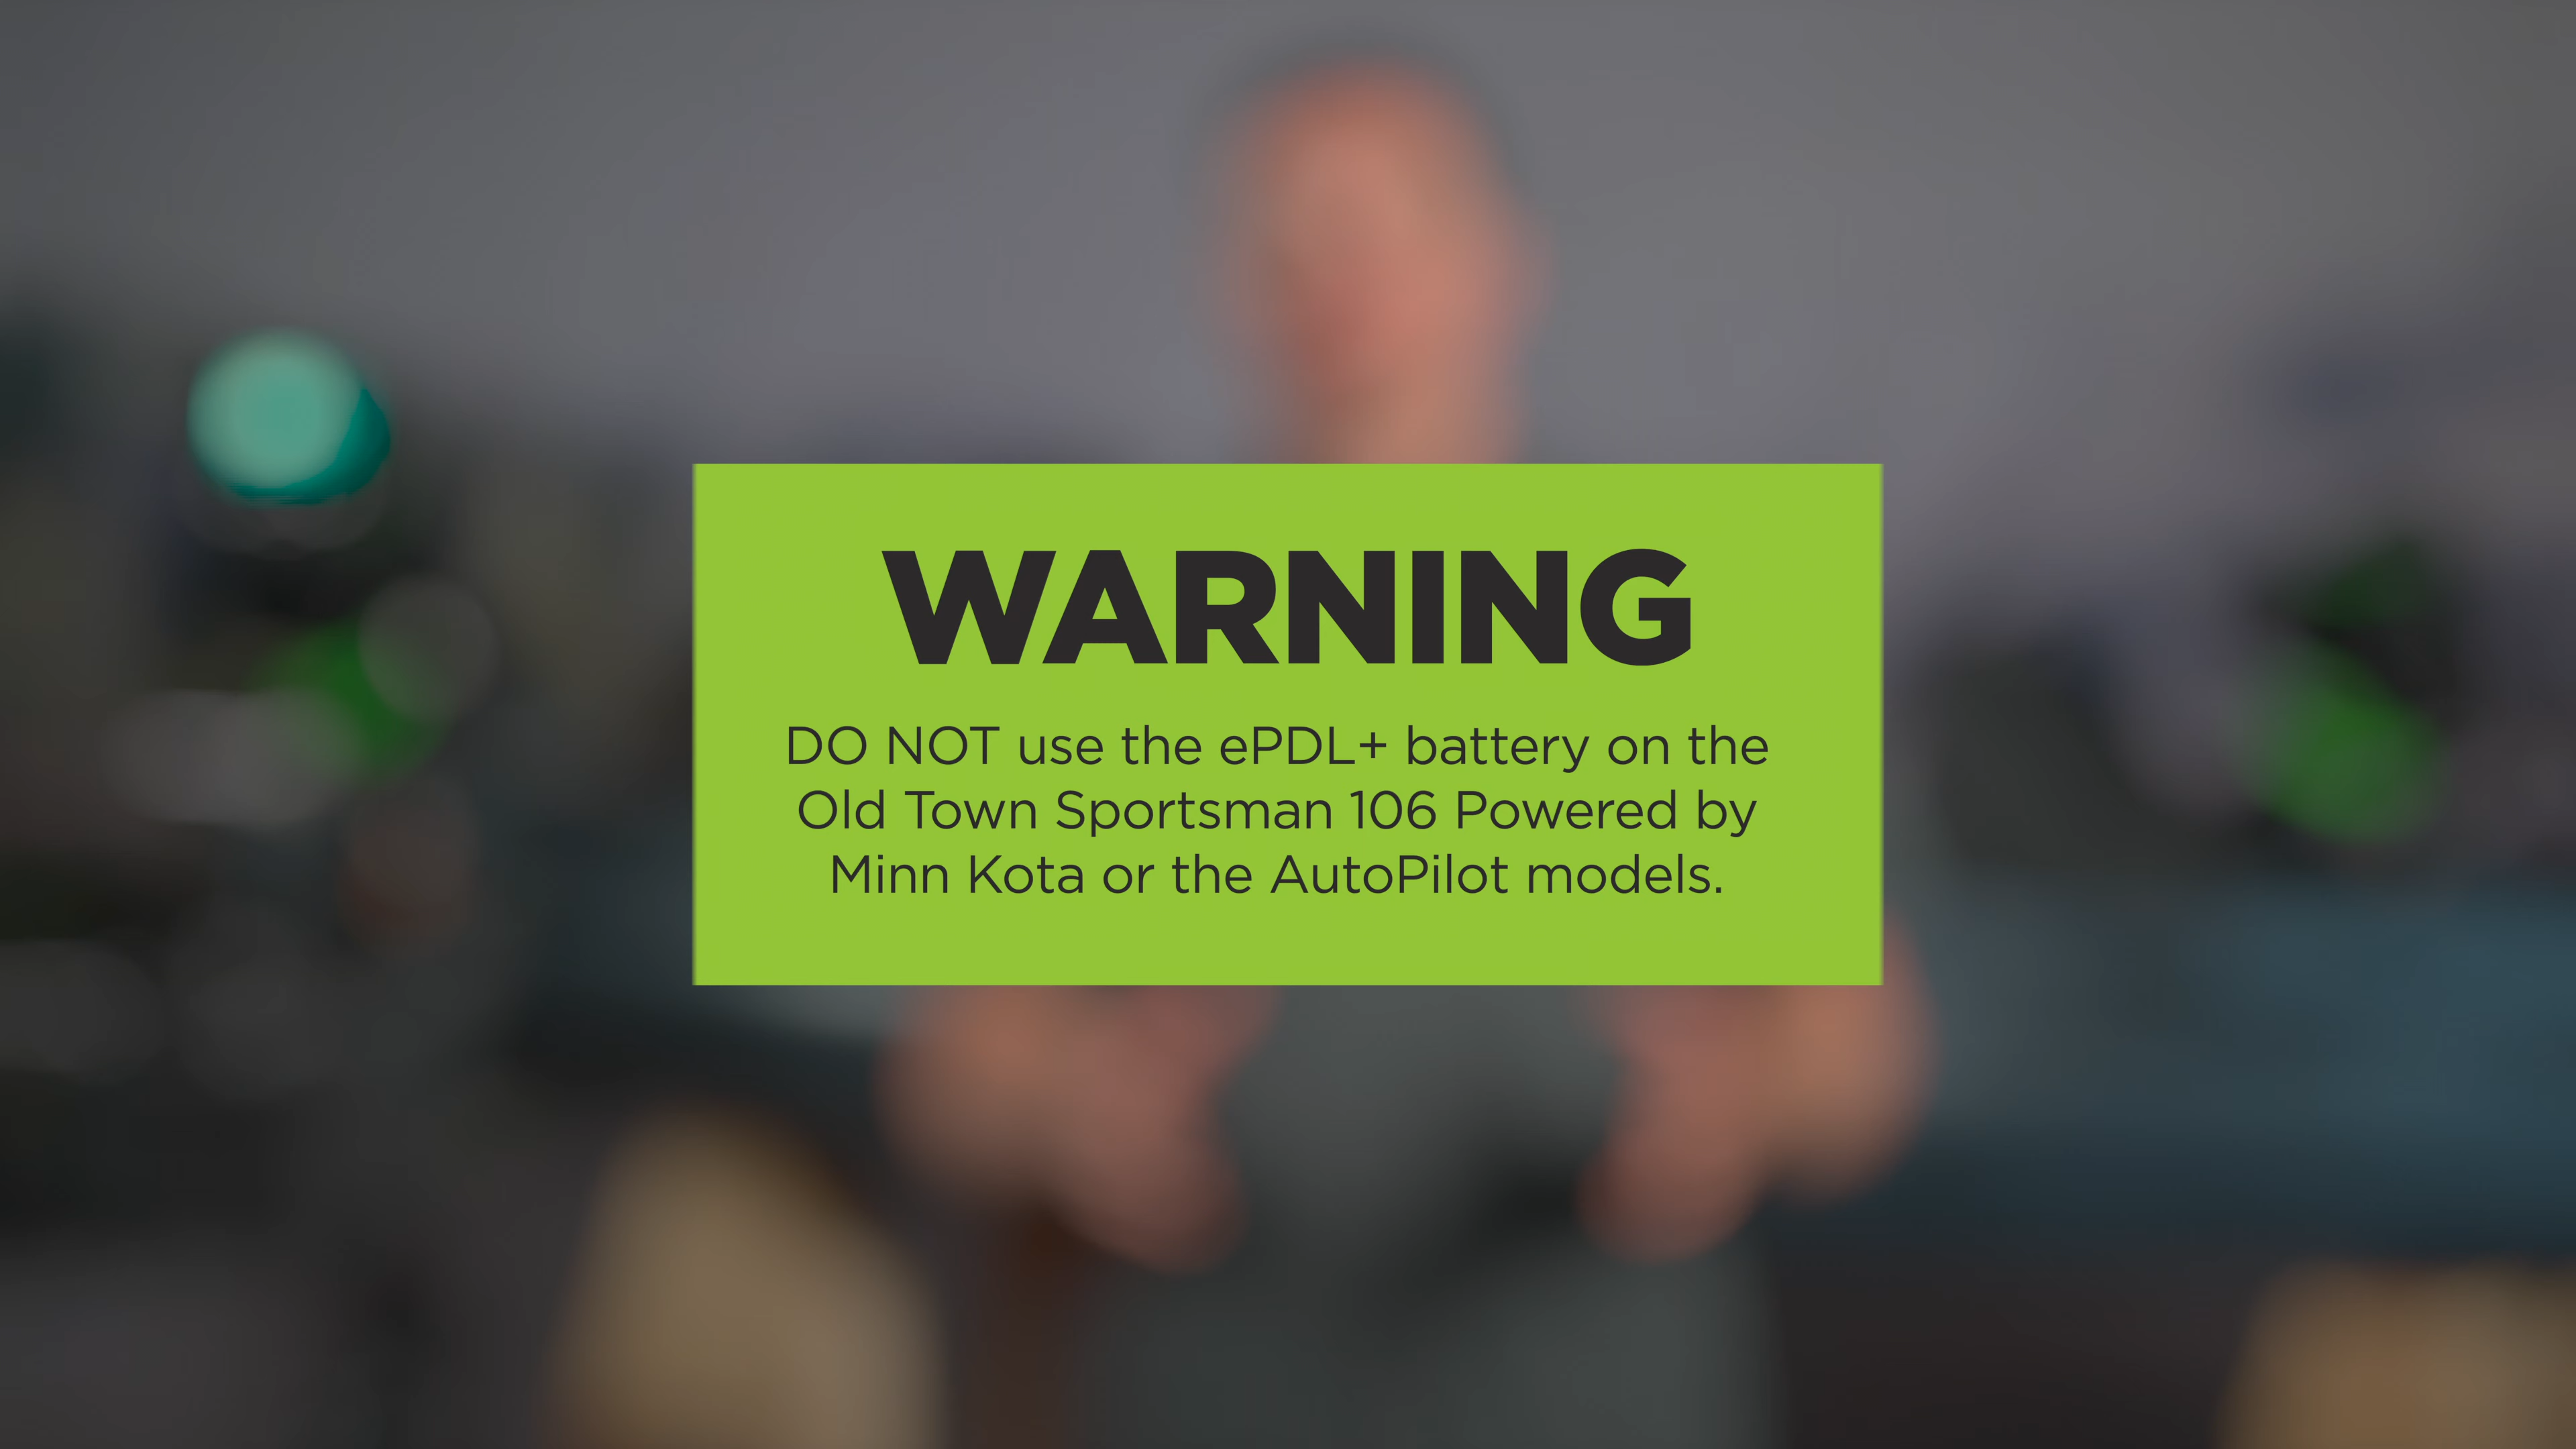 WARNING
DO NOT use the ePDL+ battery on the
Old Town Sportsman 106 Powered by
Minn Kota or the AutoPilot models.